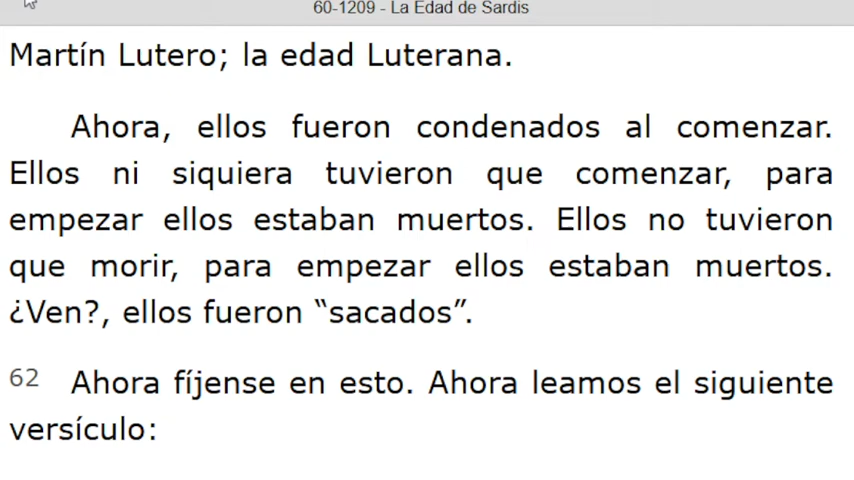 60-1209 - La Edad de Sardis
Martín Lutero; la edad Luterana.
Ahora, ellos fueron condenados al comenzar.
Ellos ni siquiera tuvieron que comenzar, para
empezar ellos estaban muertos. Ellos no tuvieron
que morir, para empezar ellos estaban muertos.
¿Ven?, ellos fueron “sacados”.
62 Ahora fíjense en esto. Ahora leamos el siguiente
versículo: